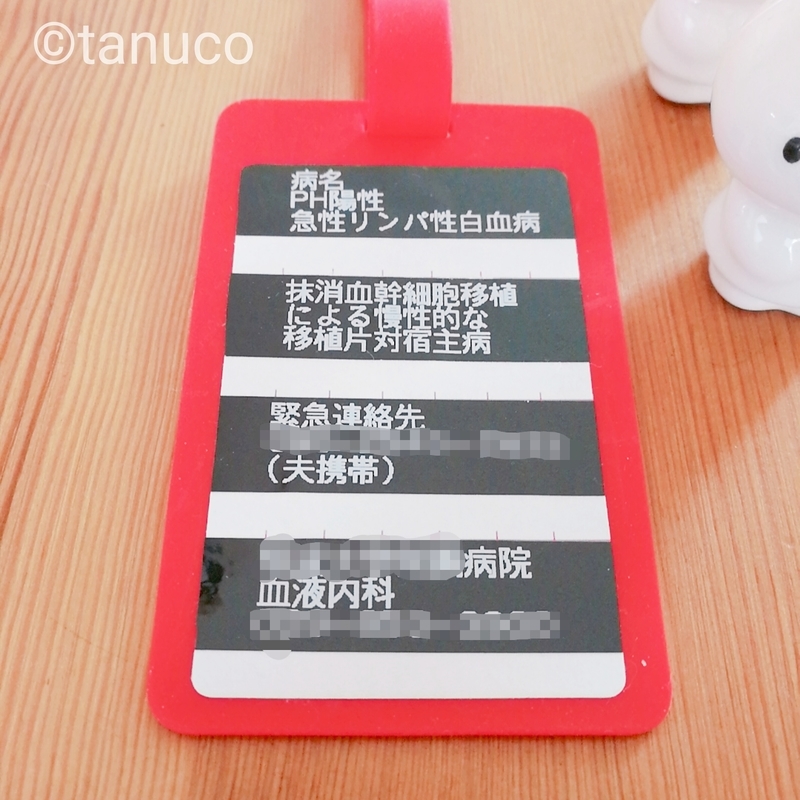 ©tanuco
病名
PH陽性
急性リンパ性白血病
抹消血幹細胞移植
による慢性的な
移植片対宿主病
緊急連絡先
(夫携帯)
病院
血液内科